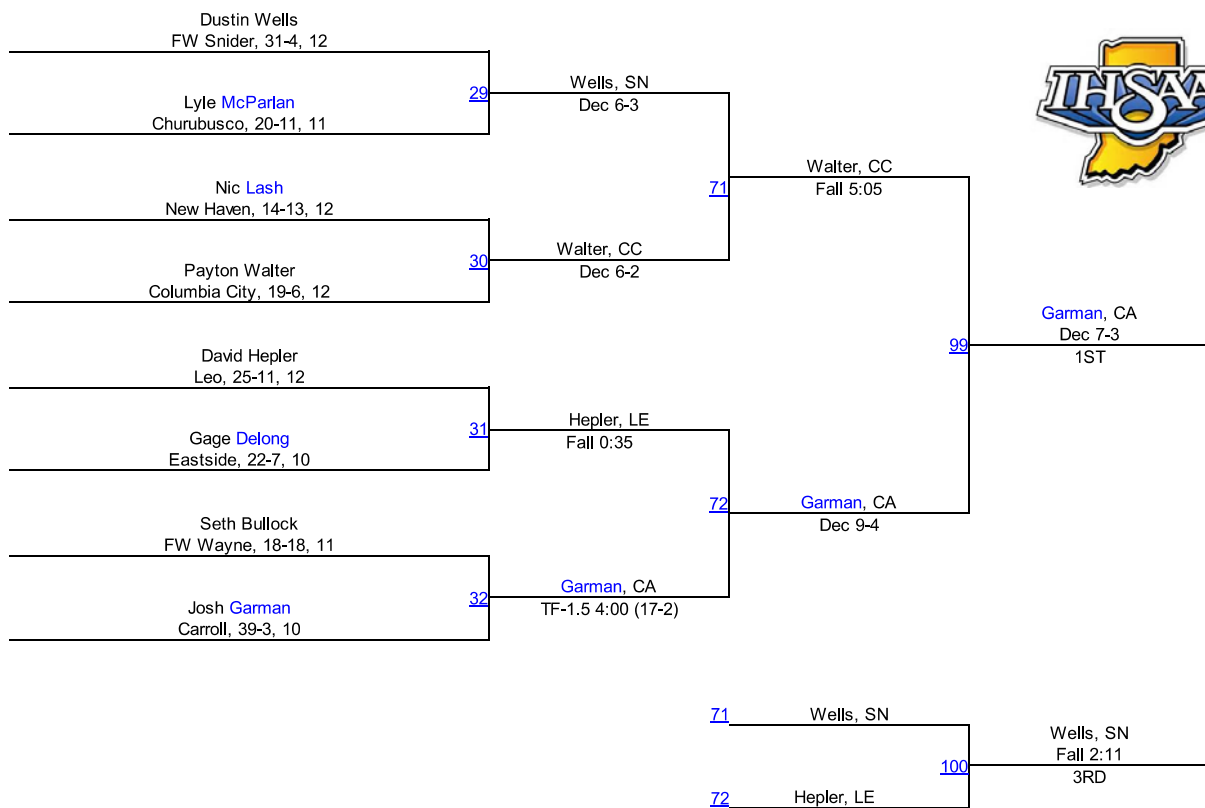 Dustin Wells
FW Snider, 31-4, 12
29
Wells, SN
Dec 6-3
Lyle McParlan
Churubusco, 20-11, 11
IHSAA
71
Walter, CC
Fall 5:05
Nic Lash
New Haven, 14-13, 12
30
Walter, CC
Dec 6-2
Payton Walter
Columbia City, 19-6, 12
99
Garman, CA
Dec 7-3
1ST
David Hepler
Leo, 25-11, 12
31
Hepler, LE
Fall 0:35
Gage Delong
Eastside, 22-7, 10
72
Garman, CA
Dec 9-4
Seth Bullock
FW Wayne, 18-18, 11
32
Garman, CA
TF-1.5 4:00 (17-2)
Josh Garman
Carroll, 39-3, 10
71
Wells, SN
100
Wells, SN
Fall 2:11
3RD
72
Hepler, LE